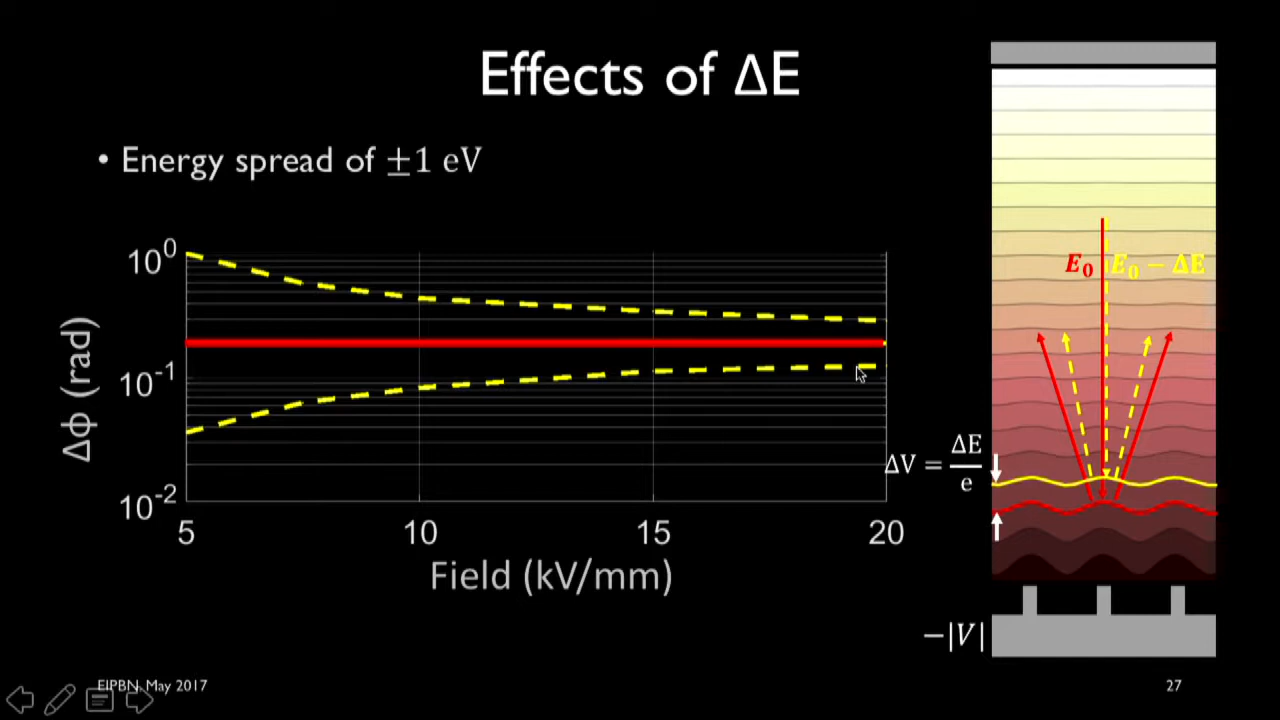 Effects of ΔE
• Energy spread of ±1 eV
10⁰
10⁻¹
10⁻²
Δϕ (rad)
5 10 15 20
Field (kV/mm)
E₀ E₀ − ΔE
ΔV = ΔE/e
−|V|
EIPBN, May 2017
27